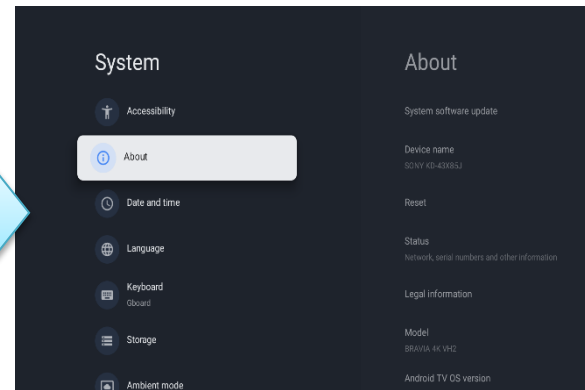 System
Accessibility
About
Date and time
Language
Keyboard
Gboard
Storage
Ambient mode
About
System software update
Device name
SONY KD-43X85J
Reset
Status
Network, serial numbers and other information
Legal information
Model
BRAVIA 4K VH2
Android TV OS version